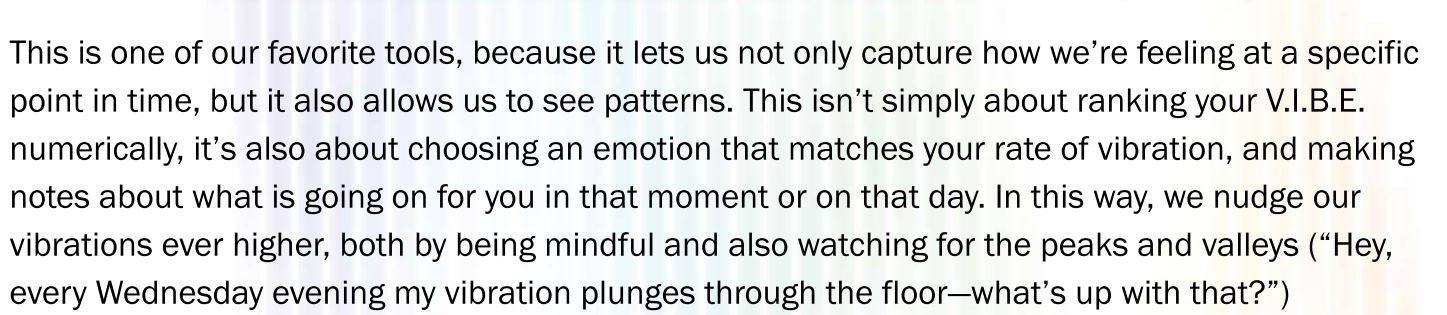 This is one of our favorite tools, because it lets us not only capture how we’re feeling at a specific
point in time, but it also allows us to see patterns. This isn’t simply about ranking your V.I.B.E.
numerically, it’s also about choosing an emotion that matches your rate of vibration, and making
notes about what is going on for you in that moment or on that day. In this way, we nudge our
vibrations ever higher, both by being mindful and also watching for the peaks and valleys (“Hey,
every Wednesday evening my vibration plunges through the floor—what’s up with that?”)